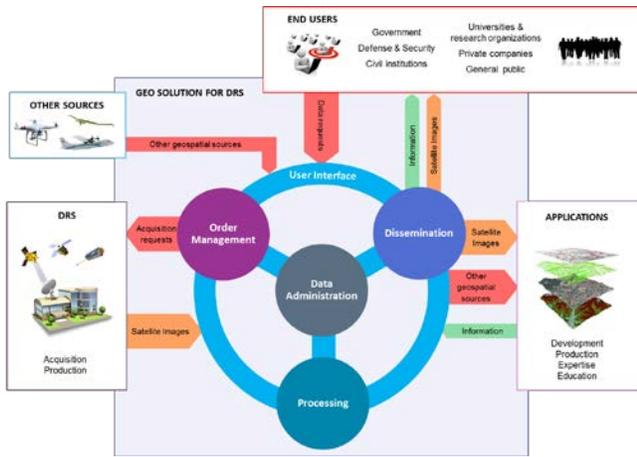 END USERS
Government
Defense & Security
Civil institutions
Universities &
research organizations
Private companies
General public
GEO SOLUTION FOR DRS
OTHER SOURCES
Other geospatial sources
Data requests
Information
Satellite Images
User Interface
Order
Management
Dissemination
Data
Administration
Processing
DRS
Acquisition
requests
Satellite Images
Acquisition
Production
APPLICATIONS
Satellite
Images
Other
geospatial
sources
Information
Development
Production
Expertise
Education